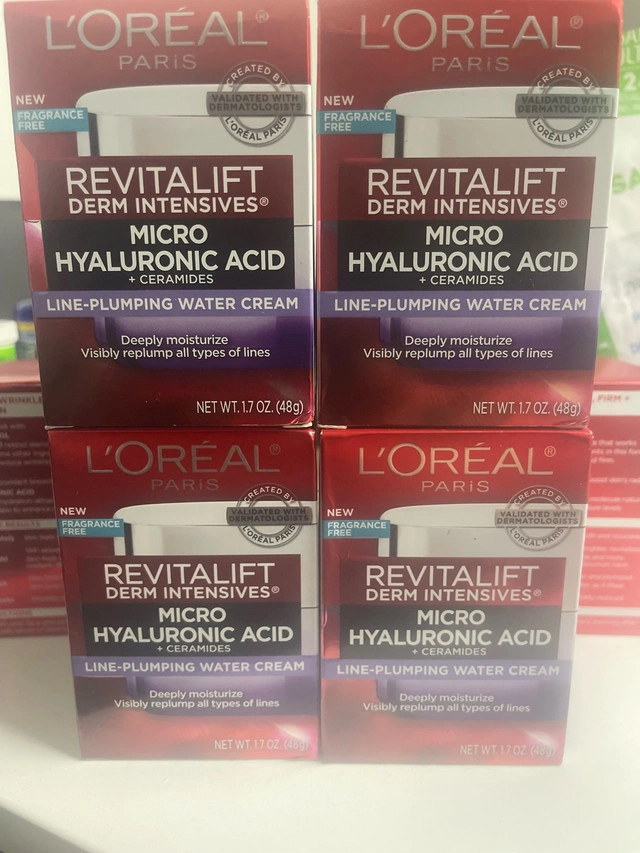 L'ORÉAL®
PARIS
NEW
FRAGRANCE
FREE
CREATED BY
VALIDATED WITH
DERMATOLOGISTS
L'ORÉAL PARIS
REVITALIFT
DERM INTENSIVES®
MICRO
HYALURONIC ACID
+ CERAMIDES
LINE-PLUMPING WATER CREAM
Deeply moisturize
Visibly replump all types of lines
NET WT. 1.7 OZ. (48g)
L'ORÉAL®
PARIS
NEW
FRAGRANCE
FREE
CREATED BY
VALIDATED WITH
DERMATOLOGISTS
L'ORÉAL PARIS
REVITALIFT
DERM INTENSIVES®
MICRO
HYALURONIC ACID
+ CERAMIDES
LINE-PLUMPING WATER CREAM
Deeply moisturize
Visibly replump all types of lines
NET WT. 1.7 OZ. (48g)
L'ORÉAL®
PARIS
NEW
FRAGRANCE
FREE
CREATED BY
VALIDATED WITH
DERMATOLOGISTS
L'ORÉAL PARIS
REVITALIFT
DERM INTENSIVES®
MICRO
HYALURONIC ACID
+ CERAMIDES
LINE-PLUMPING WATER CREAM
Deeply moisturize
Visibly replump all types of lines
NET WT. 1.7 OZ. (48g)
L'ORÉAL®
PARIS
NEW
FRAGRANCE
FREE
CREATED BY
VALIDATED WITH
DERMATOLOGISTS
L'ORÉAL PARIS
REVITALIFT
DERM INTENSIVES®
MICRO
HYALURONIC ACID
+ CERAMIDES
LINE-PLUMPING WATER CREAM
Deeply moisturize
Visibly replump all types of lines
NET WT. 1.7 OZ. (48g)
FIRM +